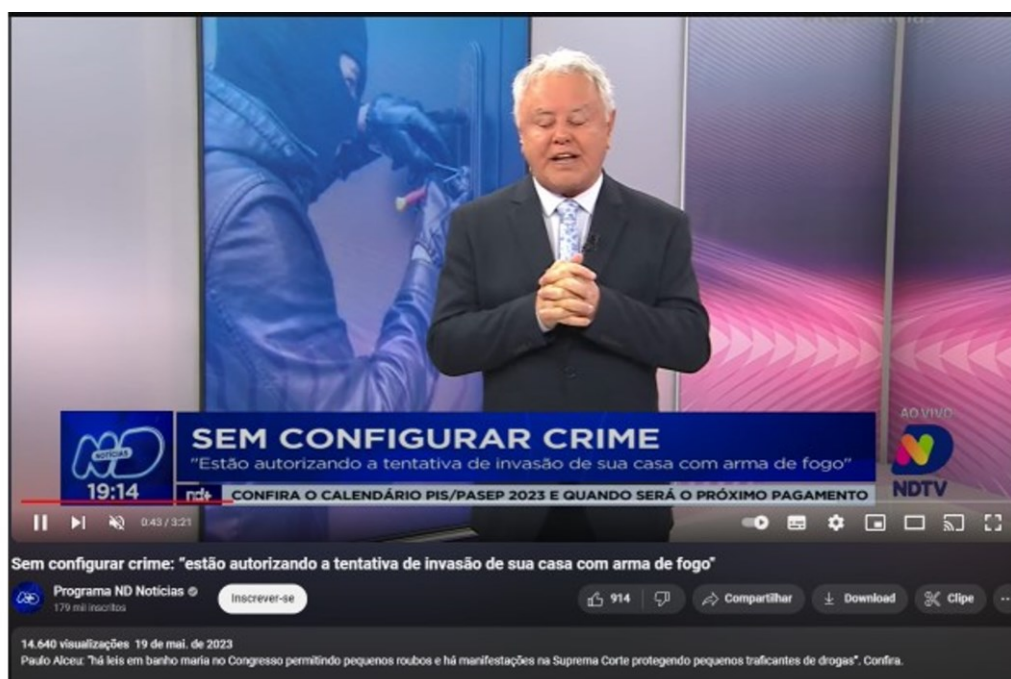 SEM CONFIGURAR CRIME
"Estão autorizando a tentativa de invasão de sua casa com arma de fogo"
ND
NOTÍCIAS
19:14
nd+
CONFIRA O CALENDÁRIO PIS/PASEP 2023 E QUANDO SERÁ O PRÓXIMO PAGAMENTO
AO VIVO
NDTV
0:43 / 3:21
Sem configurar crime: "estão autorizando a tentativa de invasão de sua casa com arma de fogo"
Programa ND Notícias
179 mil inscritos
Inscrever-se
914
Compartilhar
Download
Clipe
14.640 visualizações 19 de mai. de 2023
Paulo Alceu: "há leis em banho maria no Congresso permitindo pequenos roubos e há manifestações na Suprema Corte protegendo pequenos traficantes de drogas". Confira.